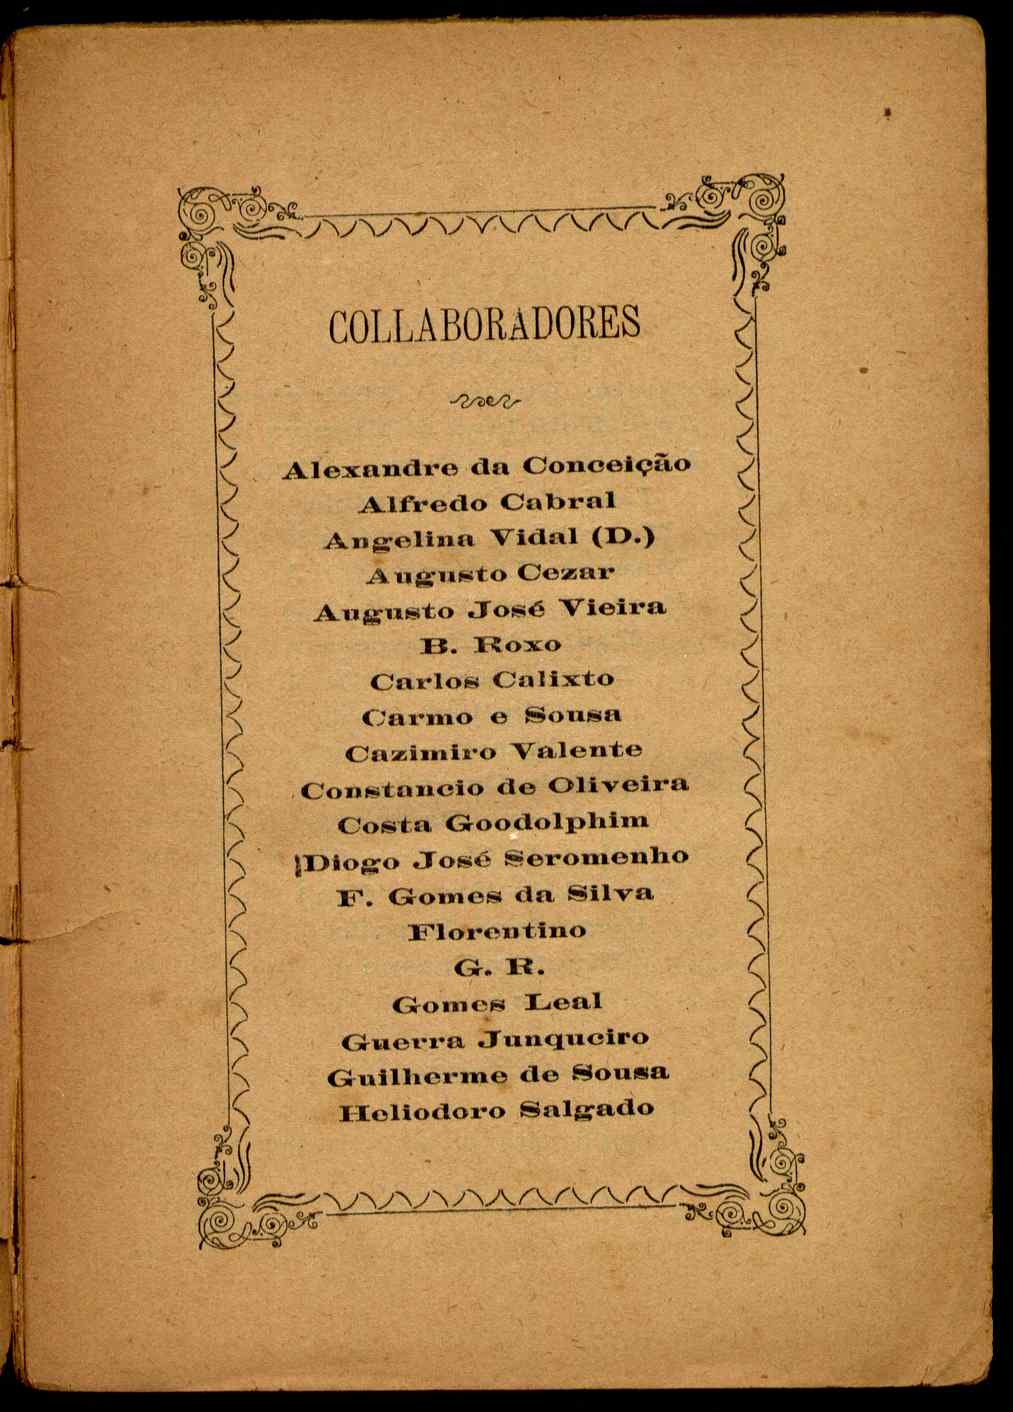 COLLABORADORES
Alexandre da Conceição
Alfredo Cabral
Angelina Vidal (D.)
Augusto Cezar
Augusto José Vieira
B. Roxo
Carlos Calixto
Carmo e Sousa
Cazimiro Valente
Constancio de Oliveira
Costa Goodolphim
Diogo José Seromenho
F. Gomes da Silva
Florentino
G. R.
Gomes Leal
Guerra Junqueiro
Guilherme de Sousa
Heliodoro Salgado